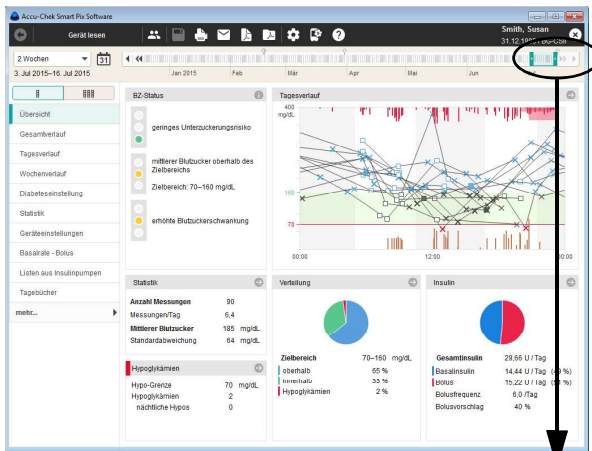 Accu-Chek Smart Pix Software
Gerät lesen
Smith, Susan
2 Wochen
31
3. Jul 2015–16. Jul 2015
Jan 2015 Feb Mär Apr Mai Jun
Übersicht
Gesamtverlauf
Tagesverlauf
Wochenverlauf
Diabeteseinstellung
Statistik
Geräteeinstellungen
Basalrate - Bolus
Listen aus Insulinpumpen
Tagebücher
mehr...
BZ-Status
geringes Unterzuckerungsrisiko
mittlerer Blutzucker oberhalb des
Zielbereichs
Zielbereich: 70–160 mg/dL
erhöhte Blutzuckerschwankung
Tagesverlauf
400
mg/dL
160
70
00:00 12:00 00:00
Statistik
Anzahl Messungen 90
Messungen/Tag 6,4
Mittlerer Blutzucker 185 mg/dL
Standardabweichung 64 mg/dL
Hypoglykämien
Hypo-Grenze 70 mg/dL
Hypoglykämien 2
nächtliche Hypos 0
Verteilung
Zielbereich 70–160 mg/dL
oberhalb 65 %
innerhalb 33 %
Hypoglykämien 2 %
Insulin
Gesamtinsulin 29,66 U / Tag
Basalinsulin 14,44 U / Tag (49 %)
Bolus 15,22 U / Tag (51 %)
Bolusfrequenz 6,0 /Tag
Bolusvorschlag 40 %